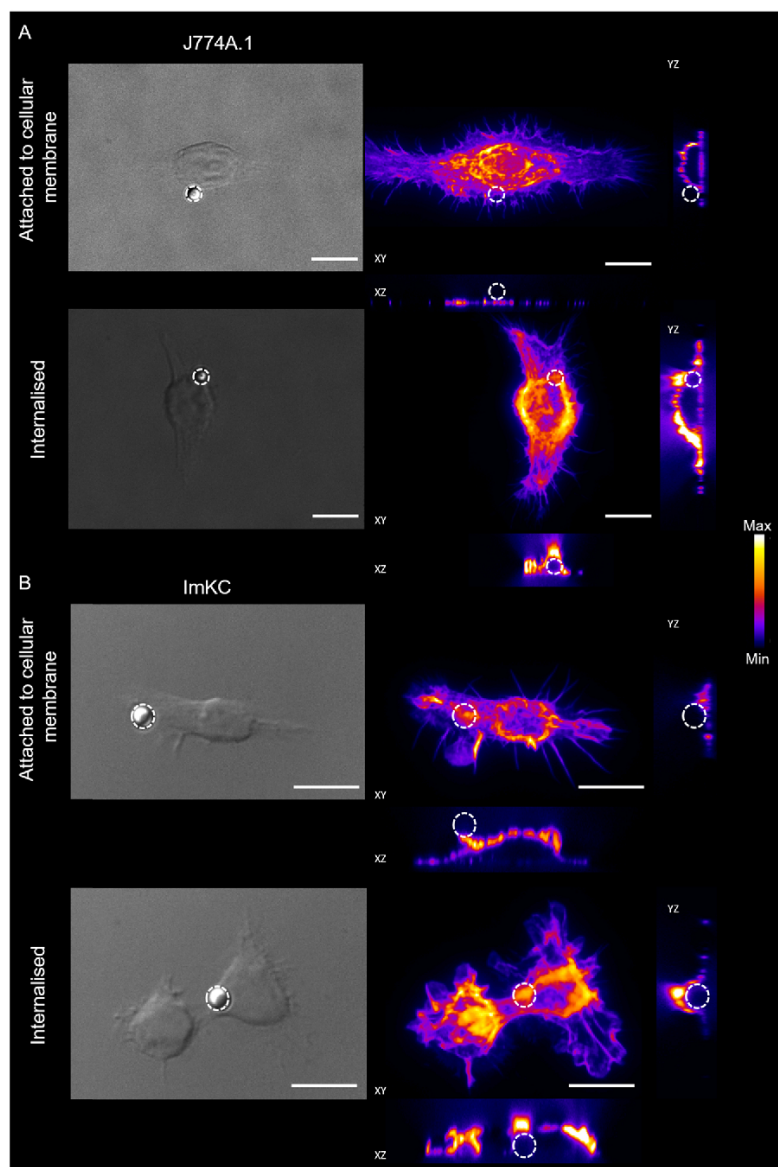 A
J774A.1
Attached to cellular
membrane
YZ
XY
XZ
Internalised
YZ
XY
XZ
Max
Min
B
ImKC
Attached to cellular
membrane
YZ
XY
XZ
Internalised
YZ
XY
XZ